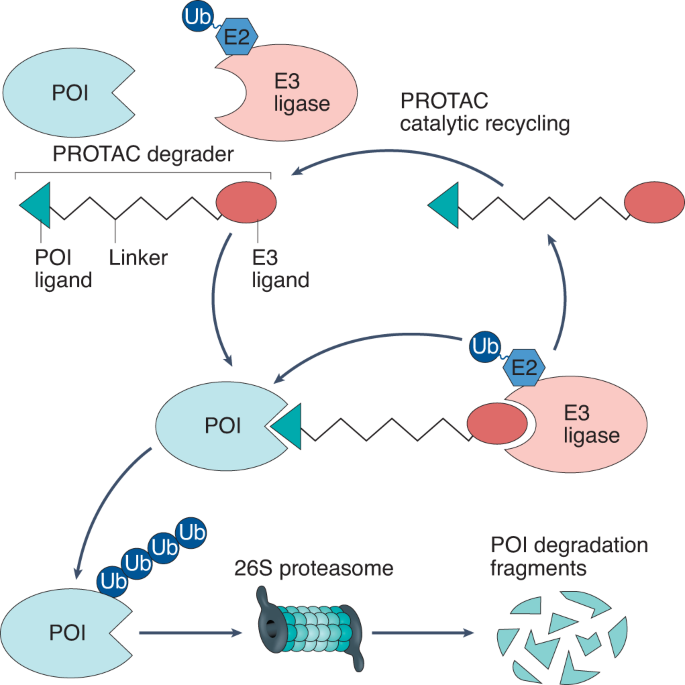 Ub
E2
POI
E3
ligase
PROTAC
catalytic recycling
PROTAC degrader
POI
ligand
Linker
E3
ligand
Ub
E2
POI
E3
ligase
Ub
Ub
Ub
Ub
POI
26S proteasome
POI degradation
fragments